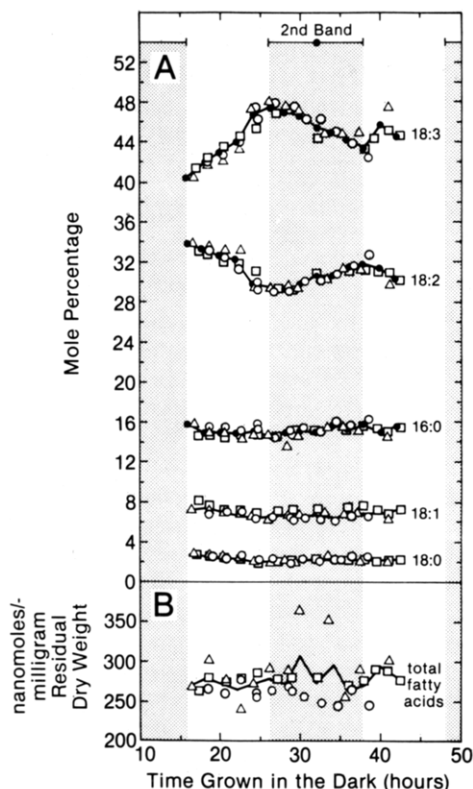 2nd Band
A
52
48
44
40
36
32
28
24
20
16
12
8
4
2
0
Mole Percentage
18:3
18:2
16:0
18:1
18:0
B
350
300
250
200
nanomoles/-
milligram
Residual
Dry Weight
total
fatty
acids
10 20 30 40 50
Time Grown in the Dark (hours)